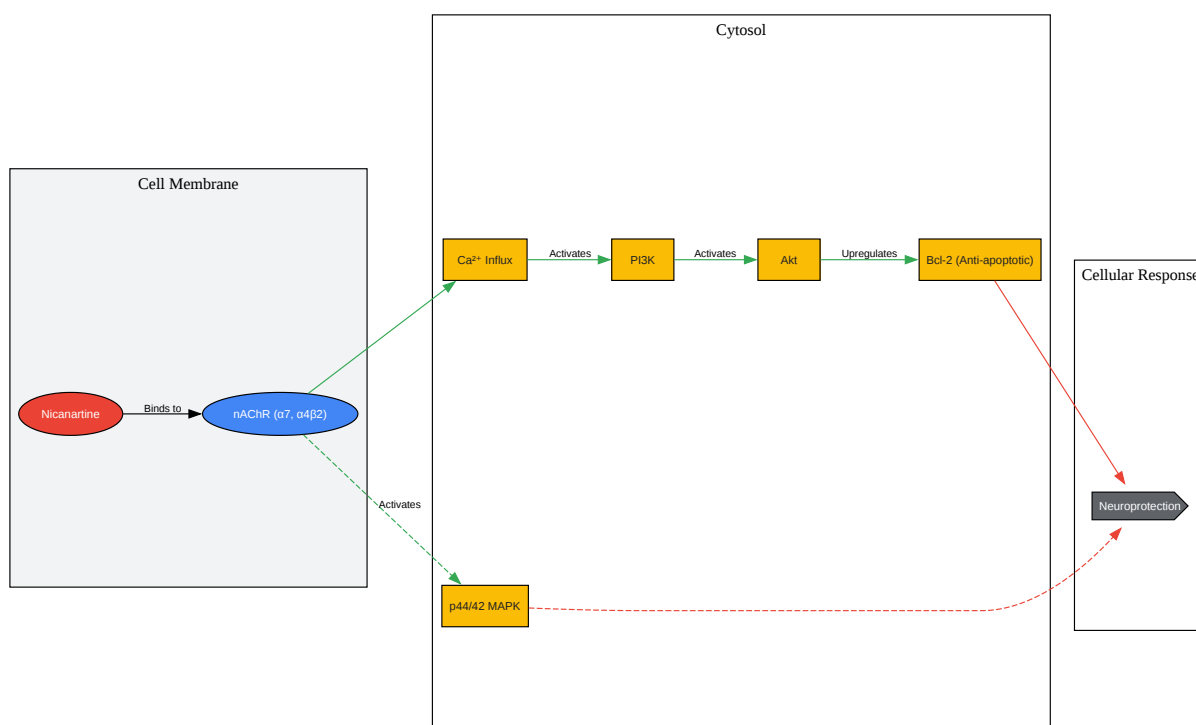 Cytosol
Cell Membrane
Ca²⁺ Influx
Activates
PI3K
Activates
Akt
Upregulates
Bcl-2 (Anti-apoptotic)
Cellular Response
Nicanartine
Binds to
nAChR (α7, α4β2)
Activates
Neuroprotection
p44/42 MAPK